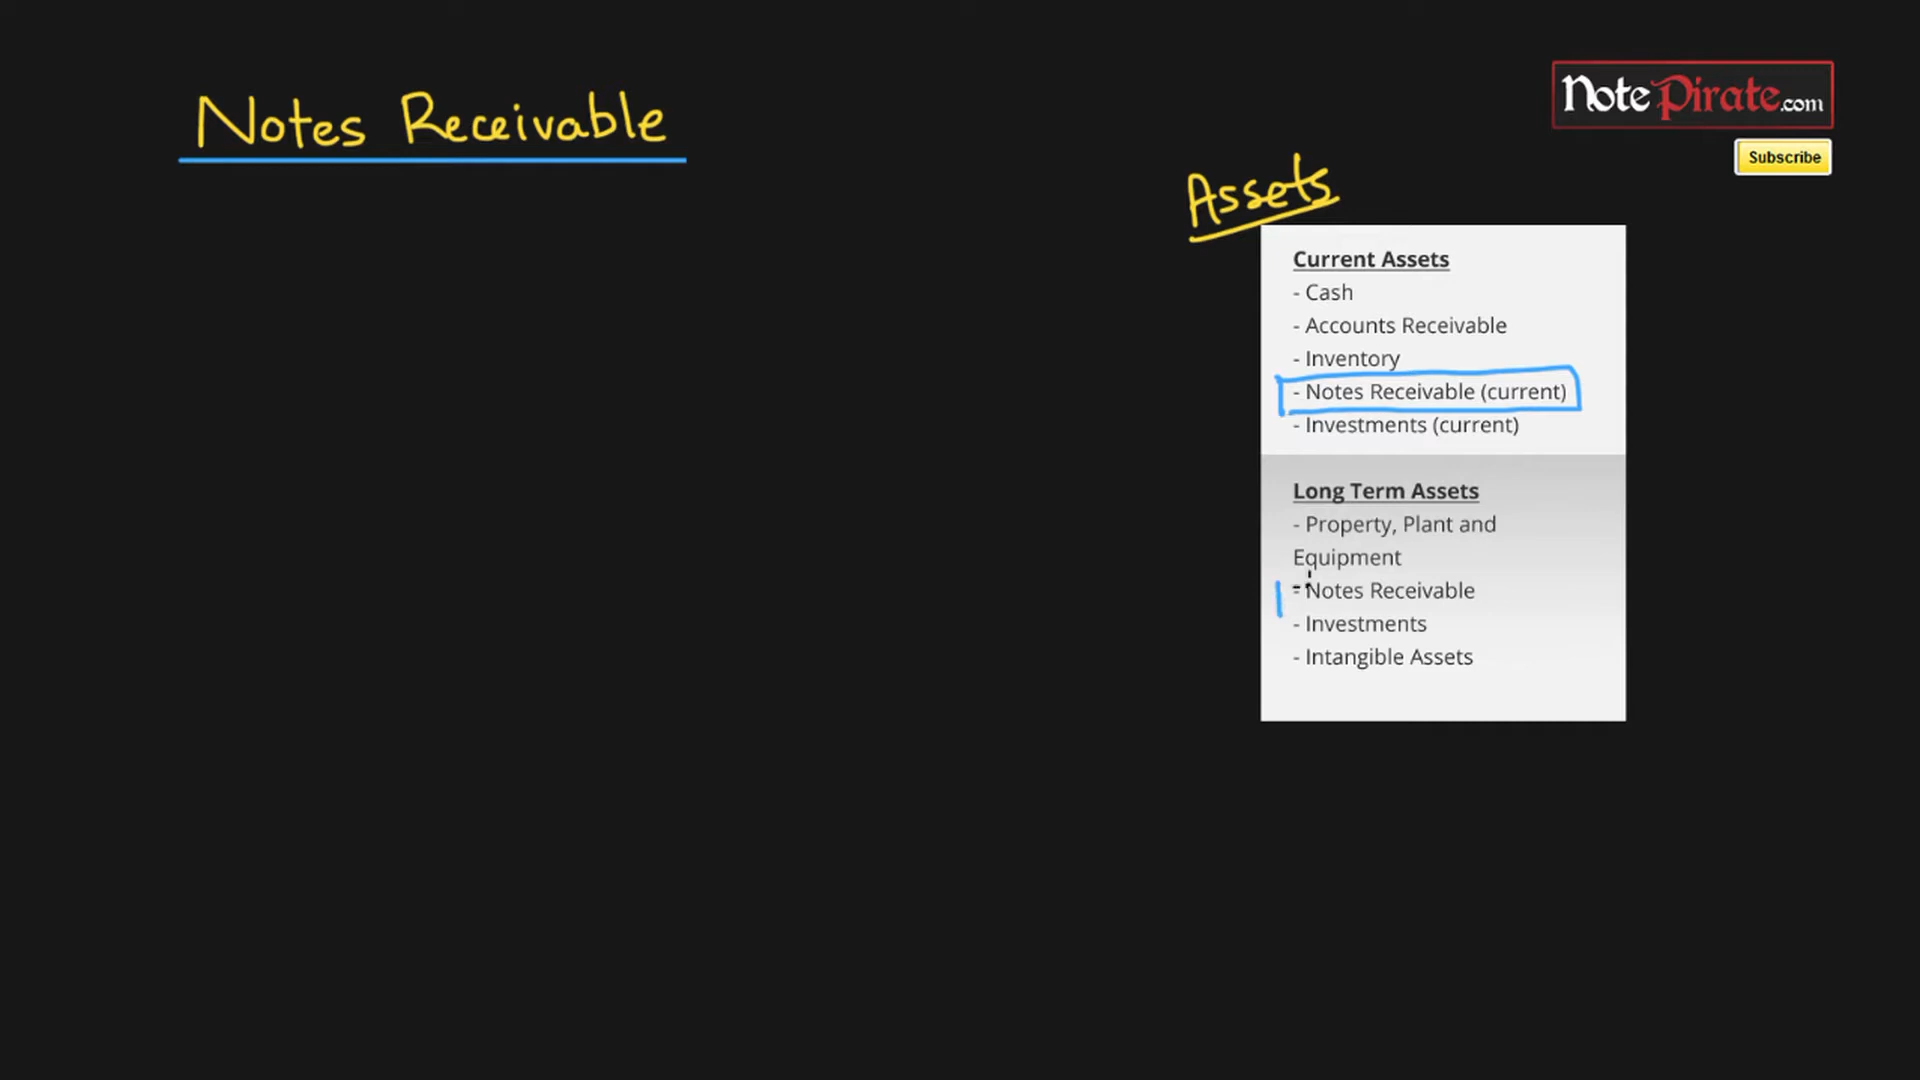 Notes Receivable
NotePirate.com
Subscribe
Assets
Current Assets
- Cash
- Accounts Receivable
- Inventory
- Notes Receivable (current)
- Investments (current)
Long Term Assets
- Property, Plant and
Equipment
- Notes Receivable
- Investments
- Intangible Assets